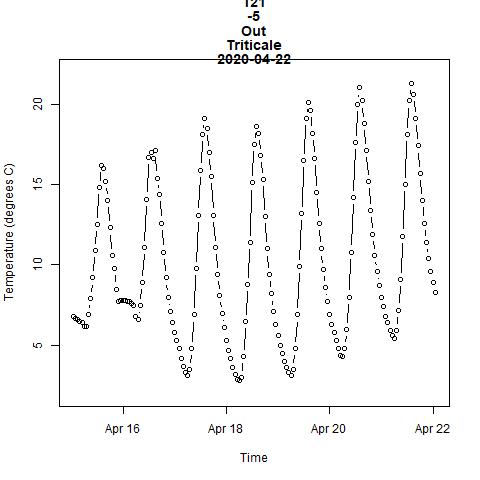 121
-5
Out
Triticale
2020-04-22
20
15
10
5
Temperature (degrees C)
Apr 16
Apr 18
Apr 20
Apr 22
Time